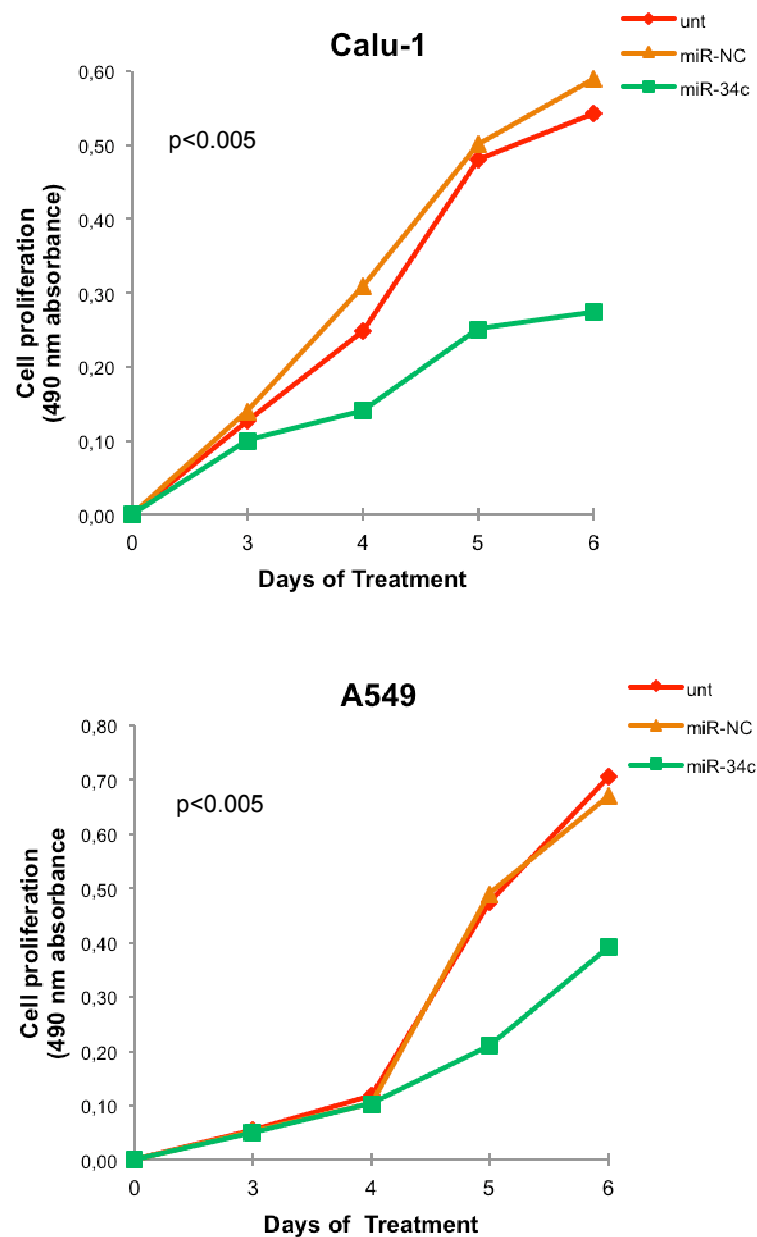 Calu-1
unt
miR-NC
miR-34c
p<0.005
Cell proliferation
(490 nm absorbance)
0,60
0,50
0,40
0,30
0,20
0,10
0,00
0 3 4 5 6
Days of Treatment
A549
unt
miR-NC
miR-34c
p<0.005
Cell proliferation
(490 nm absorbance
0,80
0,70
0,60
0,50
0,40
0,30
0,20
0,10
0,00
0 3 4 5 6
Days of Treatment